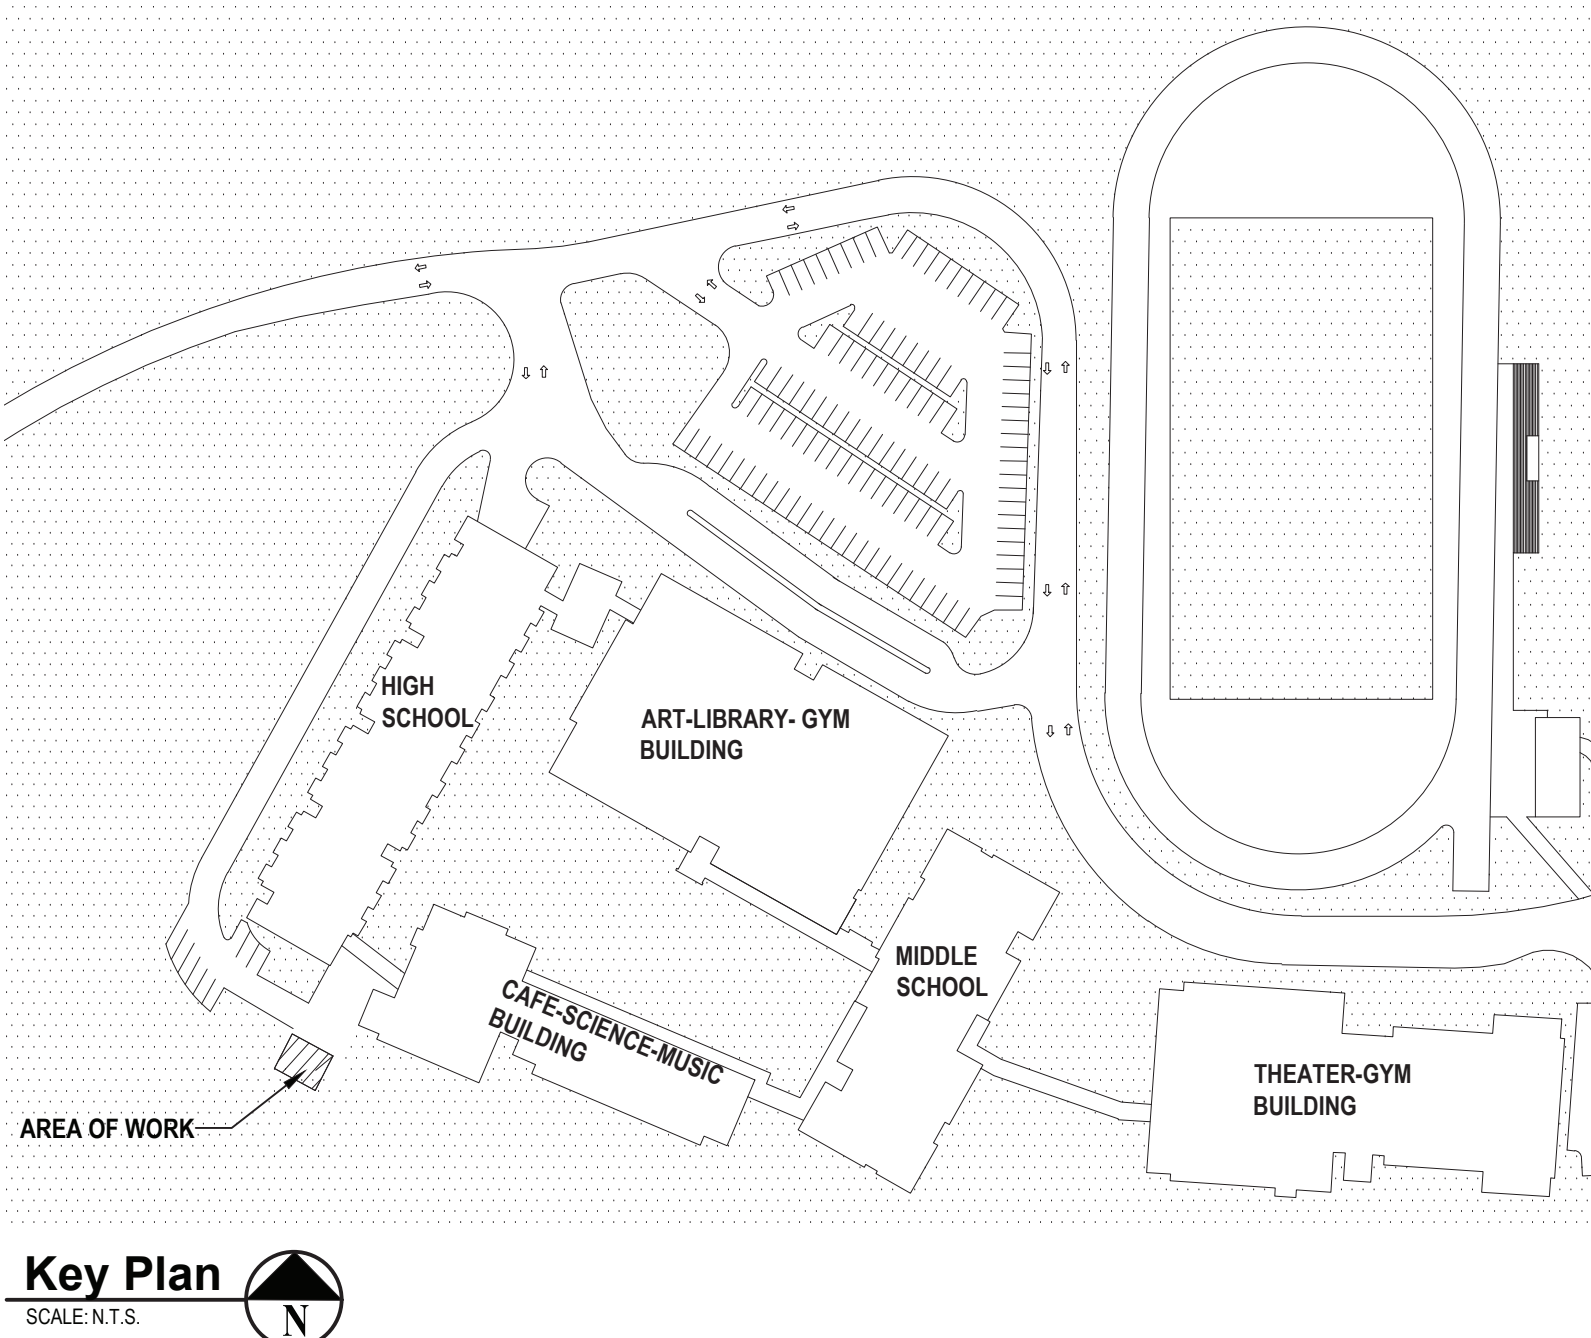 HIGH
SCHOOL
ART-LIBRARY- GYM
BUILDING
MIDDLE
SCHOOL
CAFE-SCIENCE-MUSIC
BUILDING
THEATER-GYM
BUILDING
AREA OF WORK
Key Plan
SCALE: N.T.S.
N